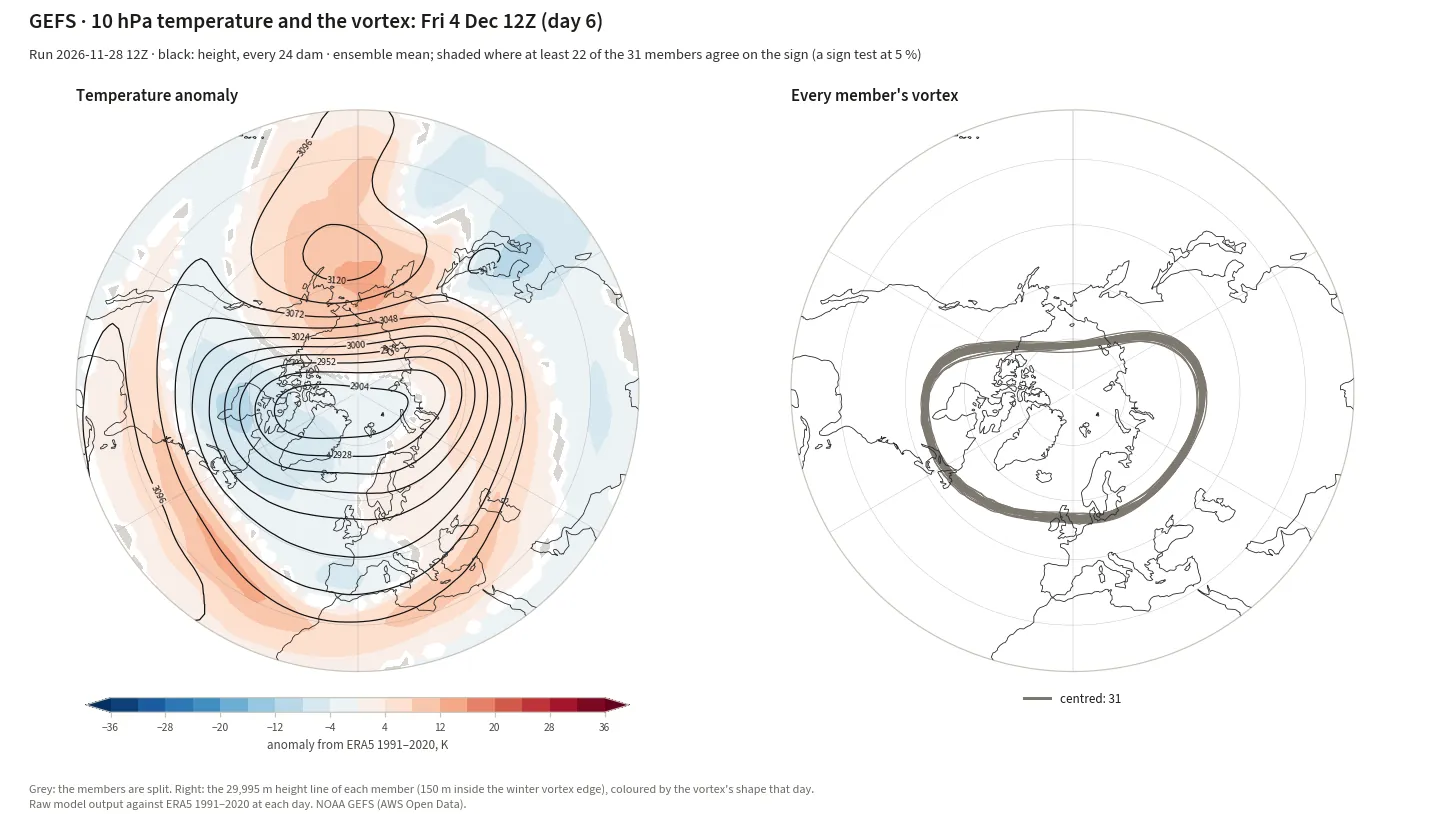 GEFS · 10 hPa temperature and the vortex: Fri 4 Dec 12Z (day 6)
Run 2026-11-28 12Z · black: height, every 24 dam · ensemble mean; shaded where at least 22 of the 31 members agree on the sign (a sign test at 5 %)
Temperature anomaly
Every member's vortex
3096
3072
3120
3072
3048
3024
3000
2952
2904
2928
3096
centred: 31
−36 −28 −20 −12 −4 4 12 20 28 36
anomaly from ERA5 1991–2020, K
Grey: the members are split. Right: the 29,995 m height line of each member (150 m inside the winter vortex edge), coloured by the vortex's shape that day.
Raw model output against ERA5 1991–2020 at each day. NOAA GEFS (AWS Open Data).